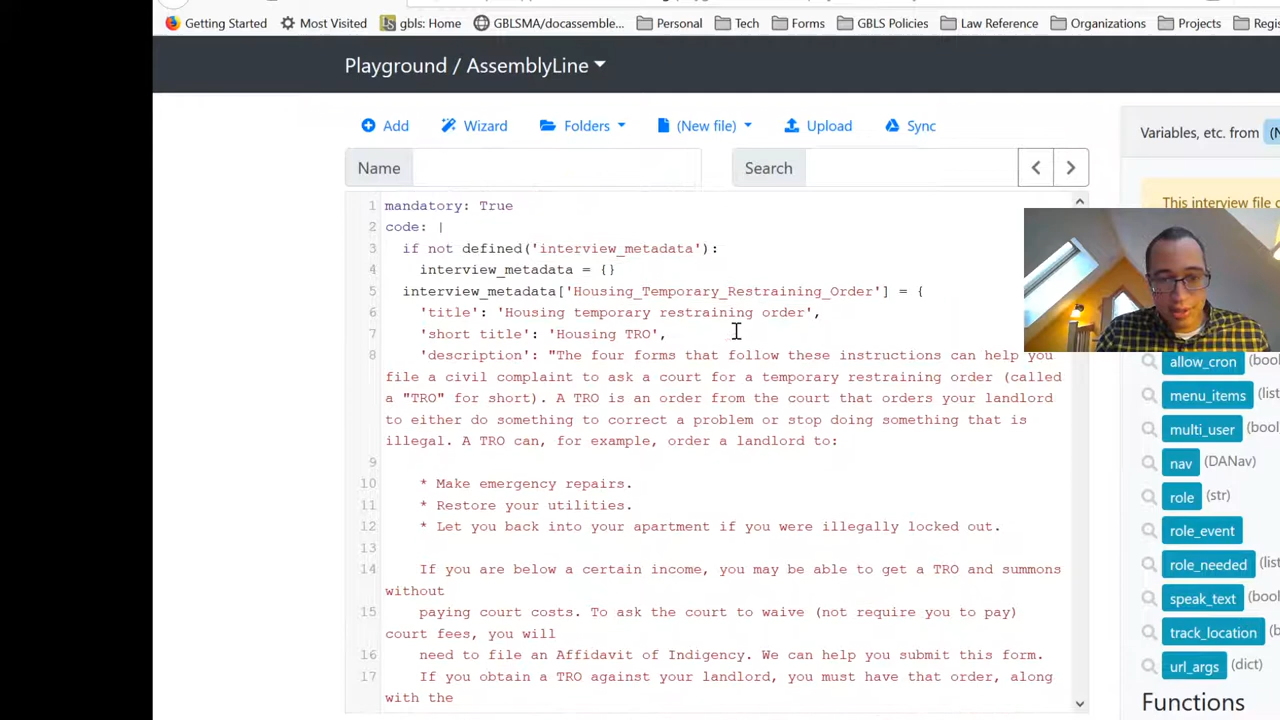 Getting Started Most Visited gbls: Home GBLSMA/docassemble... Personal Tech Forms GBLS Policies Law Reference Organizations Projects
Playground / AssemblyLine
Add Wizard Folders (New file) Upload Sync
Variables, etc. from
Name Search
This interview file
1 mandatory: True
2 code: |
3 if not defined('interview_metadata'):
4 interview_metadata = {}
5 interview_metadata['Housing_Temporary_Restraining_Order'] = {
6 'title': 'Housing temporary restraining order',
7 'short title': 'Housing TRO',
8 'description': "The four forms that follow these instructions can help you
file a civil complaint to ask a court for a temporary restraining order (called
a "TRO" for short). A TRO is an order from the court that orders your landlord
to either do something to correct a problem or stop doing something that is
illegal. A TRO can, for example, order a landlord to:
9
10 * Make emergency repairs.
11 * Restore your utilities.
12 * Let you back into your apartment if you were illegally locked out.
13
14 If you are below a certain income, you may be able to get a TRO and summons
without
15 paying court costs. To ask the court to waive (not require you to pay)
court fees, you will
16 need to file an Affidavit of Indigency. We can help you submit this form.
17 If you obtain a TRO against your landlord, you must have that order, along
with the
allow_cron (bool
menu_items (list
multi_user (bool
nav (DANav)
role (str)
role_event
role_needed (list
speak_text (bool
track_location (b
url_args (dict)
Functions